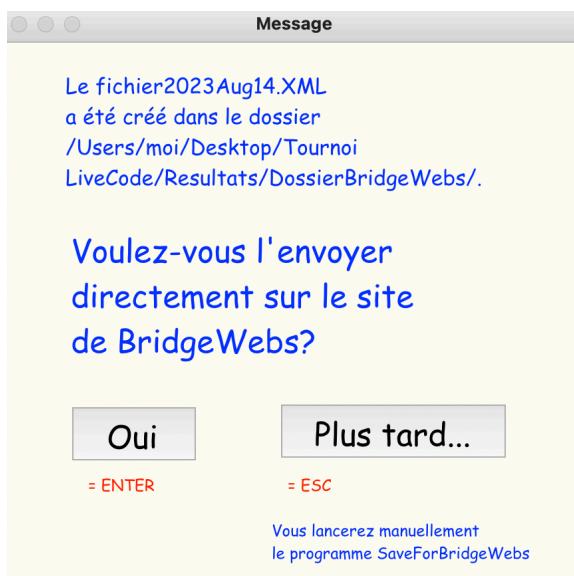 Message
Le fichier2023Aug14.XML
a été créé dans le dossier
/Users/moi/Desktop/Tournoi
LiveCode/Resultats/DossierBridgeWebs/.
Voulez-vous l'envoyer
directement sur le site
de BridgeWebs?
Oui
Plus tard...
= ENTER
= ESC
Vous lancerez manuellement
le programme SaveForBridgeWebs